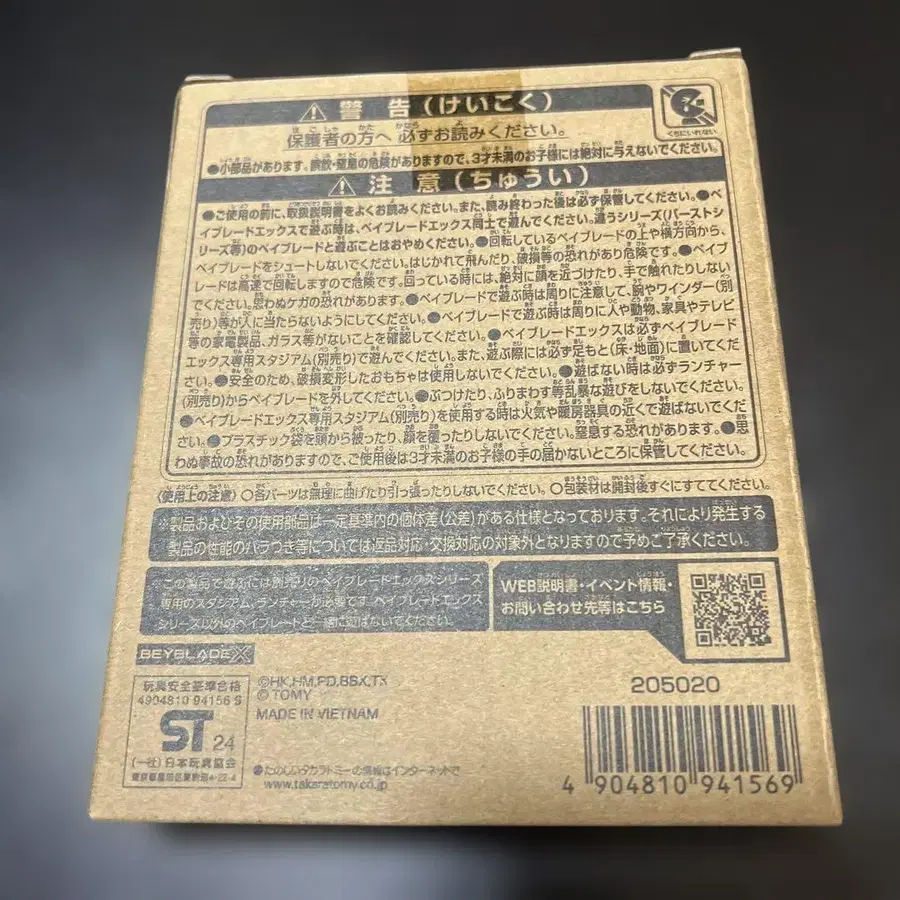 警告(けいこく)
保護者の方へ 必ずお読みください。
くちにいれない
●小部品があります。誤飲・窒息の危険がありますので、3才未満のお子様には絶対に与えないでください。
注意(ちゅうい)
●ご使用の前に、取扱説明書をよくお読みください。また、読み終わった後は必ず保管してください。●ベ
イブレードエックスで遊ぶ時は、ベイブレードエックス同士で遊んでください。違うシリーズ(バーストシ
リーズ等)のベイブレードと遊ぶことはおやめください。●回転しているベイブレードの上や横方向から、
ベイブレードをシュートしないでください。はじかれて飛んだり、破損等の恐れがあり危険です。●ベイブ
レードは高速で回転しますので危険です。回っている時には、絶対に顔を近づけたり、手で触れたりしない
でください。思わぬケガの恐れがあります。●ベイブレードで遊ぶ時は周りに注意して、腕やワインダー(別
売り)等が人に当たらないようにしてください。●ベイブレードで遊ぶ時は周りに人や動物、家具やテレビ
等の家電製品、ガラス等がないことを確認してください。●ベイブレードエックスは必ずベイブレード
エックス専用スタジアム(別売り)で遊んでください。また、遊ぶ際には必ず足もと(床・地面)に置いてくだ
さい。●安全のため、破損変形したおもちゃは使用しないでください。●遊ばない時は必ずランチャー
(別売り)からベイブレードを外してください。●ぶつけたり、ふりまわす等乱暴な遊びをしないでください。
●ベイブレードエックス専用スタジアム(別売り)を使用する時は火気や暖房器具の近くで遊ばないでくだ
さい。●プラスチック袋を頭から被ったり、顔を覆ったりしないでください。窒息する恐れがあります。●思
わぬ事故の恐れがありますので、ご使用後は3才未満のお子様の手の届かないところに保管してください。
〈使用上の注意〉○各パーツは無理に曲げたり引っ張ったりしないでください。○包装材は開封後すぐにすててください。
※製品およびその使用部品は一定基準内の個体差(公差)がある仕様となっております。それにより発生する
製品の性能のバラつき等については返品対応・交換対応の対象外となりますので予めご了承ください。
※この製品で遊ぶには別売りのベイブレードエックスシリーズ
専用のスタジアム、ランチャーが必要です。ベイブレードエックス
シリーズ以外のベイブレードと一緒に遊ばないでください。
WEB説明書・イベント情報・
お問い合わせ先等はこちら
BEYBLADE X
玩具安全基準合格
4904810 94156 9
ST 24
(一社)日本玩具協会
東京都墨田区東駒形4-22-4
©HK,HM,PD,BBX,TX
© TOMY
MADE IN VIETNAM
●たのしいタカラトミーの情報はインターネットで
www.takaratomy.co.jp
205020
4 904810 941569